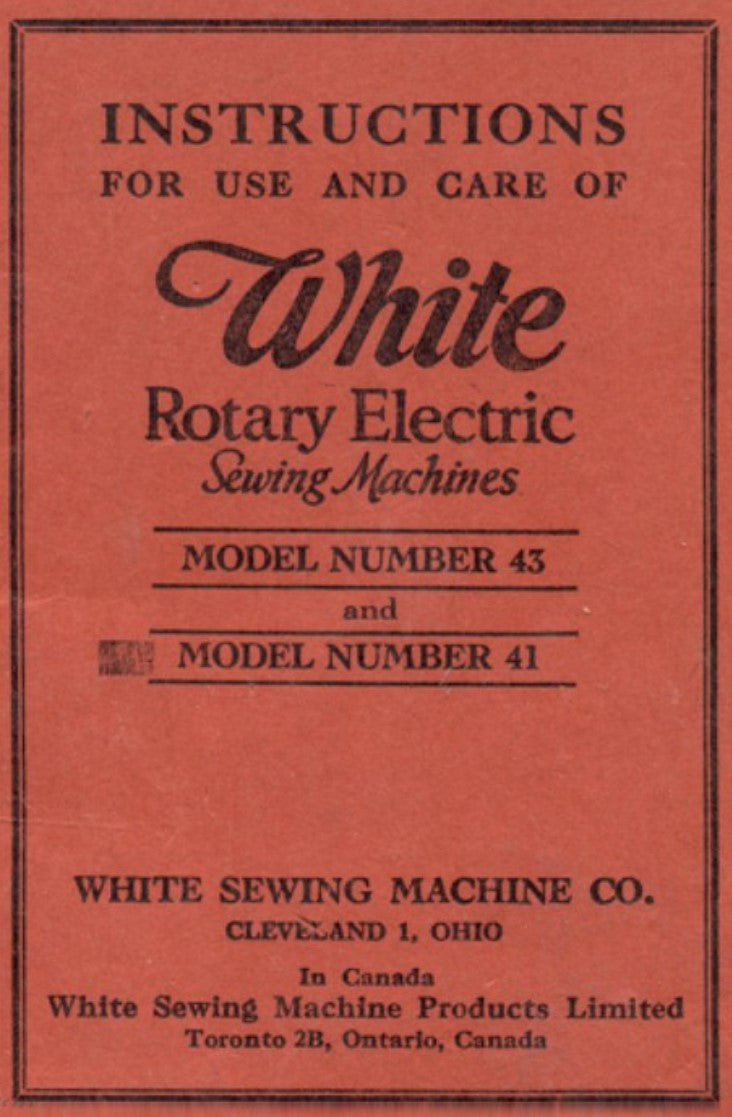 INSTRUCTIONS
FOR USE AND CARE OF
White
Rotary Electric
Sewing Machines
MODEL NUMBER 43
and
MODEL NUMBER 41
WHITE SEWING MACHINE CO.
CLEVELAND 1, OHIO
In Canada
White Sewing Machine Products Limited
Toronto 2B, Ontario, Canada